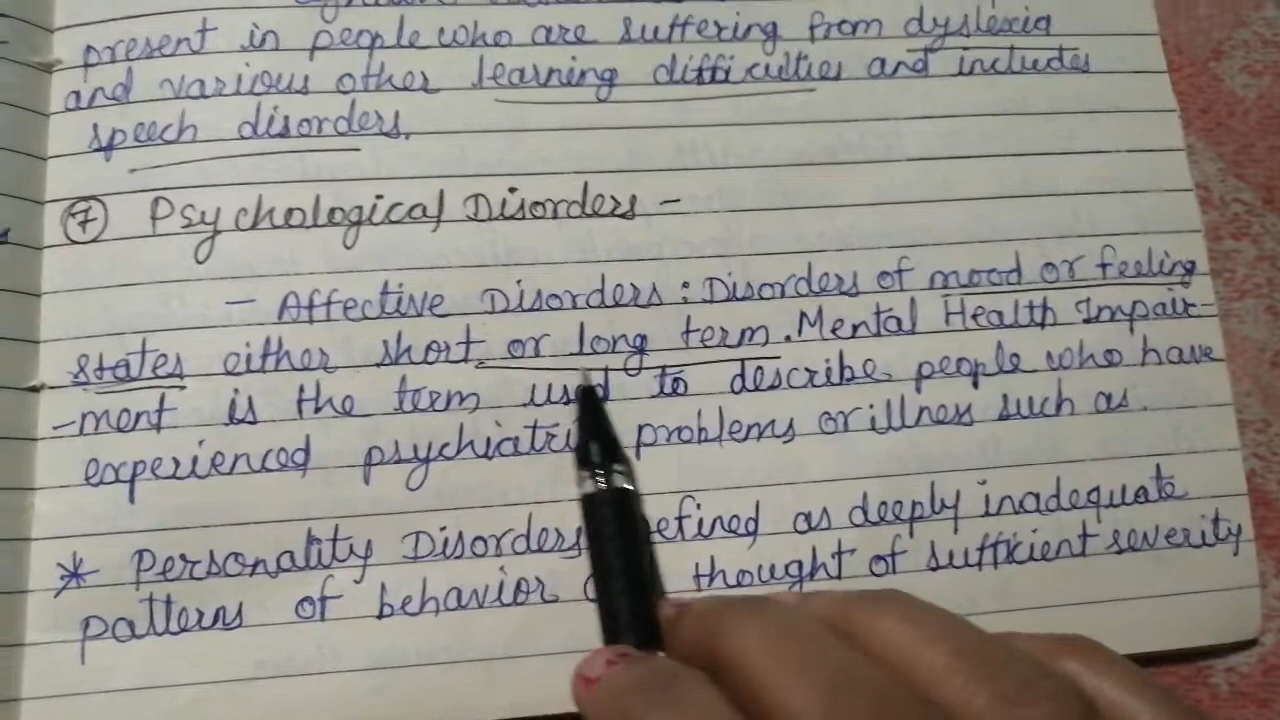 present in people who are suffering from dyslexia
and various other learning difficulties and includes
speech disorders.
⑦ Psychological Disorders -
- Affective Disorders : Disorders of mood or feeling
states either short or long term. Mental Health Impair-
-ment is the term used to describe people who have
experienced psychiatric problems or illness such as.
* Personality Disorders defined as deeply inadequate
patterns of behavior thought of sufficient severity